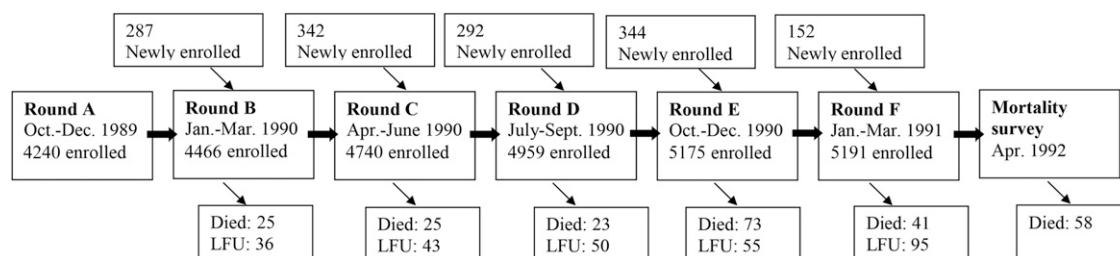 287
Newly enrolled
342
Newly enrolled
292
Newly enrolled
344
Newly enrolled
152
Newly enrolled
Round A
Oct.-Dec. 1989
4240 enrolled
Round B
Jan.-Mar. 1990
4466 enrolled
Round C
Apr.-June 1990
4740 enrolled
Round D
July-Sept. 1990
4959 enrolled
Round E
Oct.-Dec. 1990
5175 enrolled
Round F
Jan.-Mar. 1991
5191 enrolled
Mortality
survey
Apr. 1992
Died: 25
LFU: 36
Died: 25
LFU: 43
Died: 23
LFU: 50
Died: 73
LFU: 55
Died: 41
LFU: 95
Died: 58